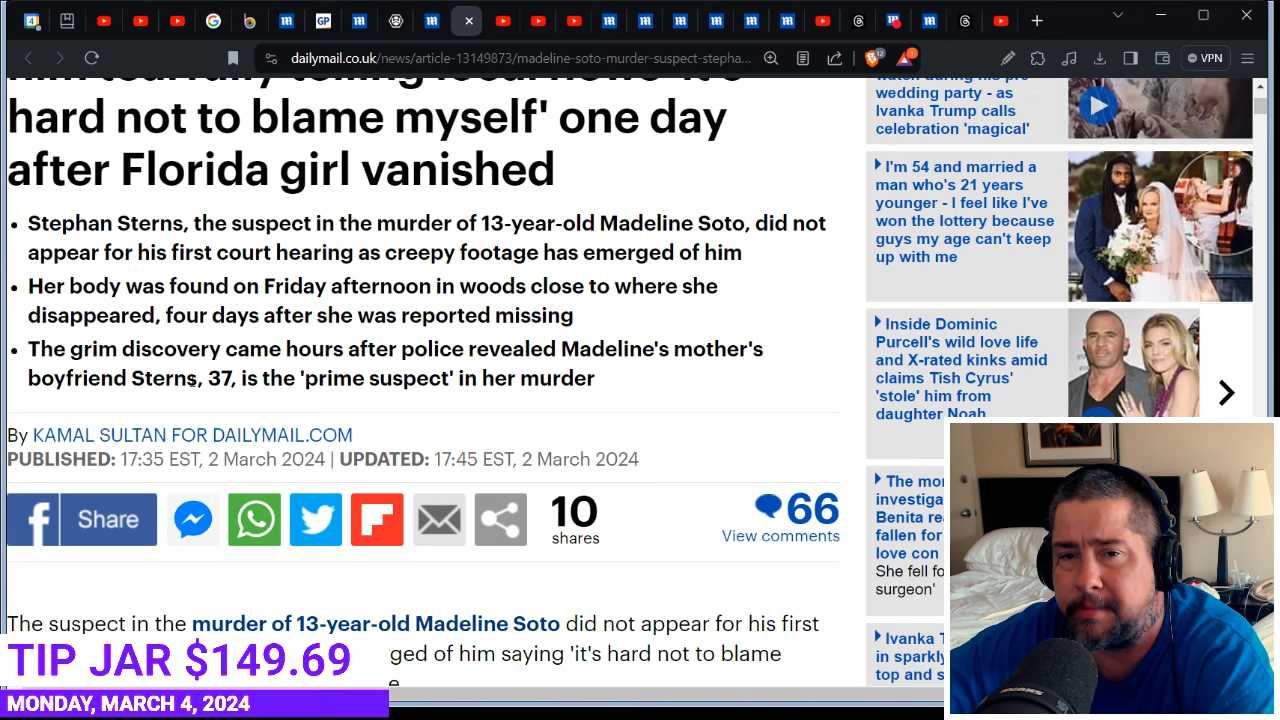 dailymail.co.uk/news/article-13149873/madeline-soto-murder-suspect-stepha...
VPN
hard not to blame myself' one day
after Florida girl vanished
• Stephan Sterns, the suspect in the murder of 13-year-old Madeline Soto, did not
appear for his first court hearing as creepy footage has emerged of him
• Her body was found on Friday afternoon in woods close to where she
disappeared, four days after she was reported missing
• The grim discovery came hours after police revealed Madeline's mother's
boyfriend Sterns, 37, is the 'prime suspect' in her murder
By KAMAL SULTAN FOR DAILYMAIL.COM
PUBLISHED: 17:35 EST, 2 March 2024 | UPDATED: 17:45 EST, 2 March 2024
Share
10
shares
66
View comments
The suspect in the murder of 13-year-old Madeline Soto did not appear for his first
ged of him saying 'it's hard not to blame
TIP JAR $149.69
MONDAY, MARCH 4, 2024
wedding party - as
Ivanka Trump calls
celebration 'magical'
I'm 54 and married a
man who's 21 years
younger - I feel like I've
won the lottery because
guys my age can't keep
up with me
Inside Dominic
Purcell's wild love life
and X-rated kinks amid
claims Tish Cyrus'
'stole' him from
daughter Noah
The mor
investiga
Benita re
fallen for
love con
She fell fo
surgeon'
Ivanka T
in sparkly
top and s